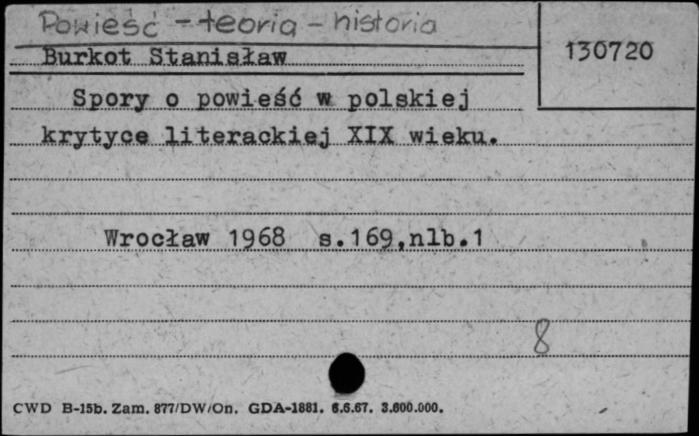 Powieść - teoria - historia
130720
Burkot Stanisław
Spory o powieść w polskiej
krytyce literackiej XIX wieku.
Wrocław 1968 s.169,nlb.1
8
CWD B-15b. Zam. 877/DW/On. GDA-1881. 6.6.67. 3.600.000.